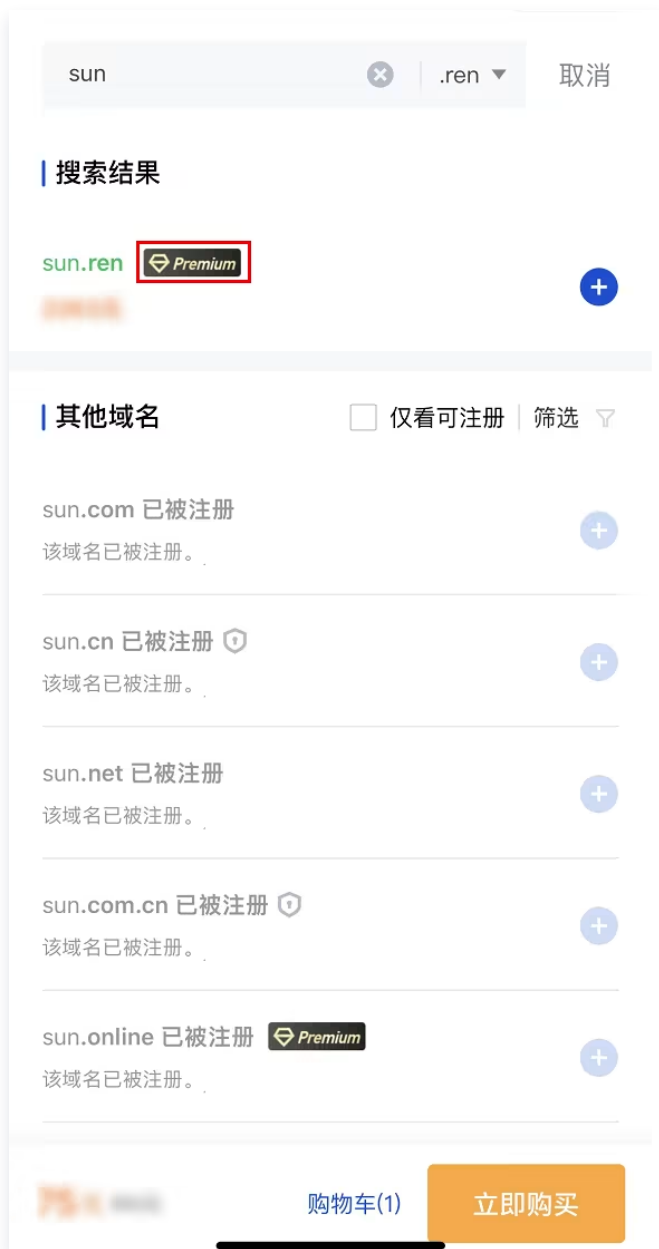 sun
.ren
取消
搜索结果
sun.ren Premium
其他域名
仅看可注册
筛选
sun.com 已被注册
该域名已被注册。
sun.cn 已被注册
该域名已被注册。
sun.net 已被注册
该域名已被注册。
sun.com.cn 已被注册
该域名已被注册。
sun.online 已被注册 Premium
该域名已被注册。
购物车(1)
立即购买